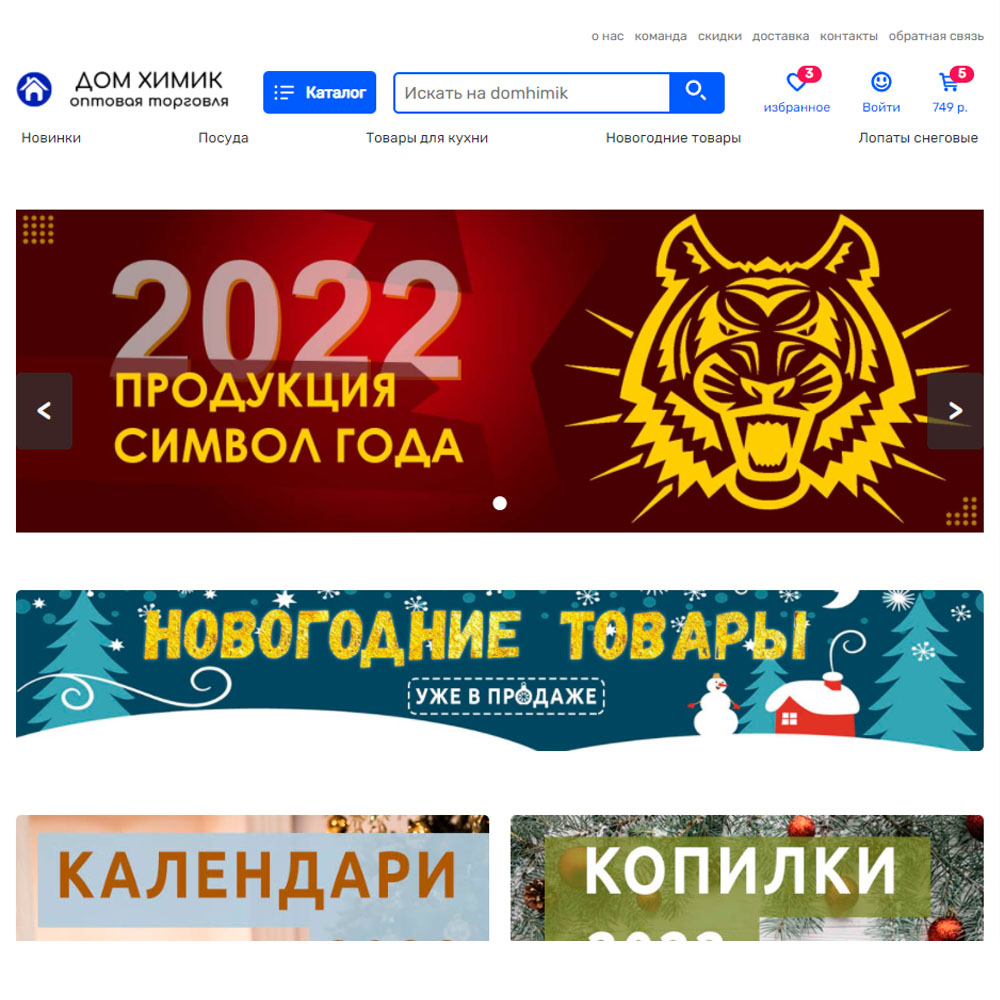 о нас команда скидки доставка контакты обратная связь
ДОМ ХИМИК
оптовая торговля
Каталог
Искать на domhimik
3
избранное
Войти
5
749 р.
Новинки Посуда Товары для кухни Новогодние товары Лопаты снеговые
2022
ПРОДУКЦИЯ
СИМВОЛ ГОДА
< >
НОВОГОДНИЕ ТОВАРЫ
УЖЕ В ПРОДАЖЕ
КАЛЕНДАРИ
КОПИЛКИ